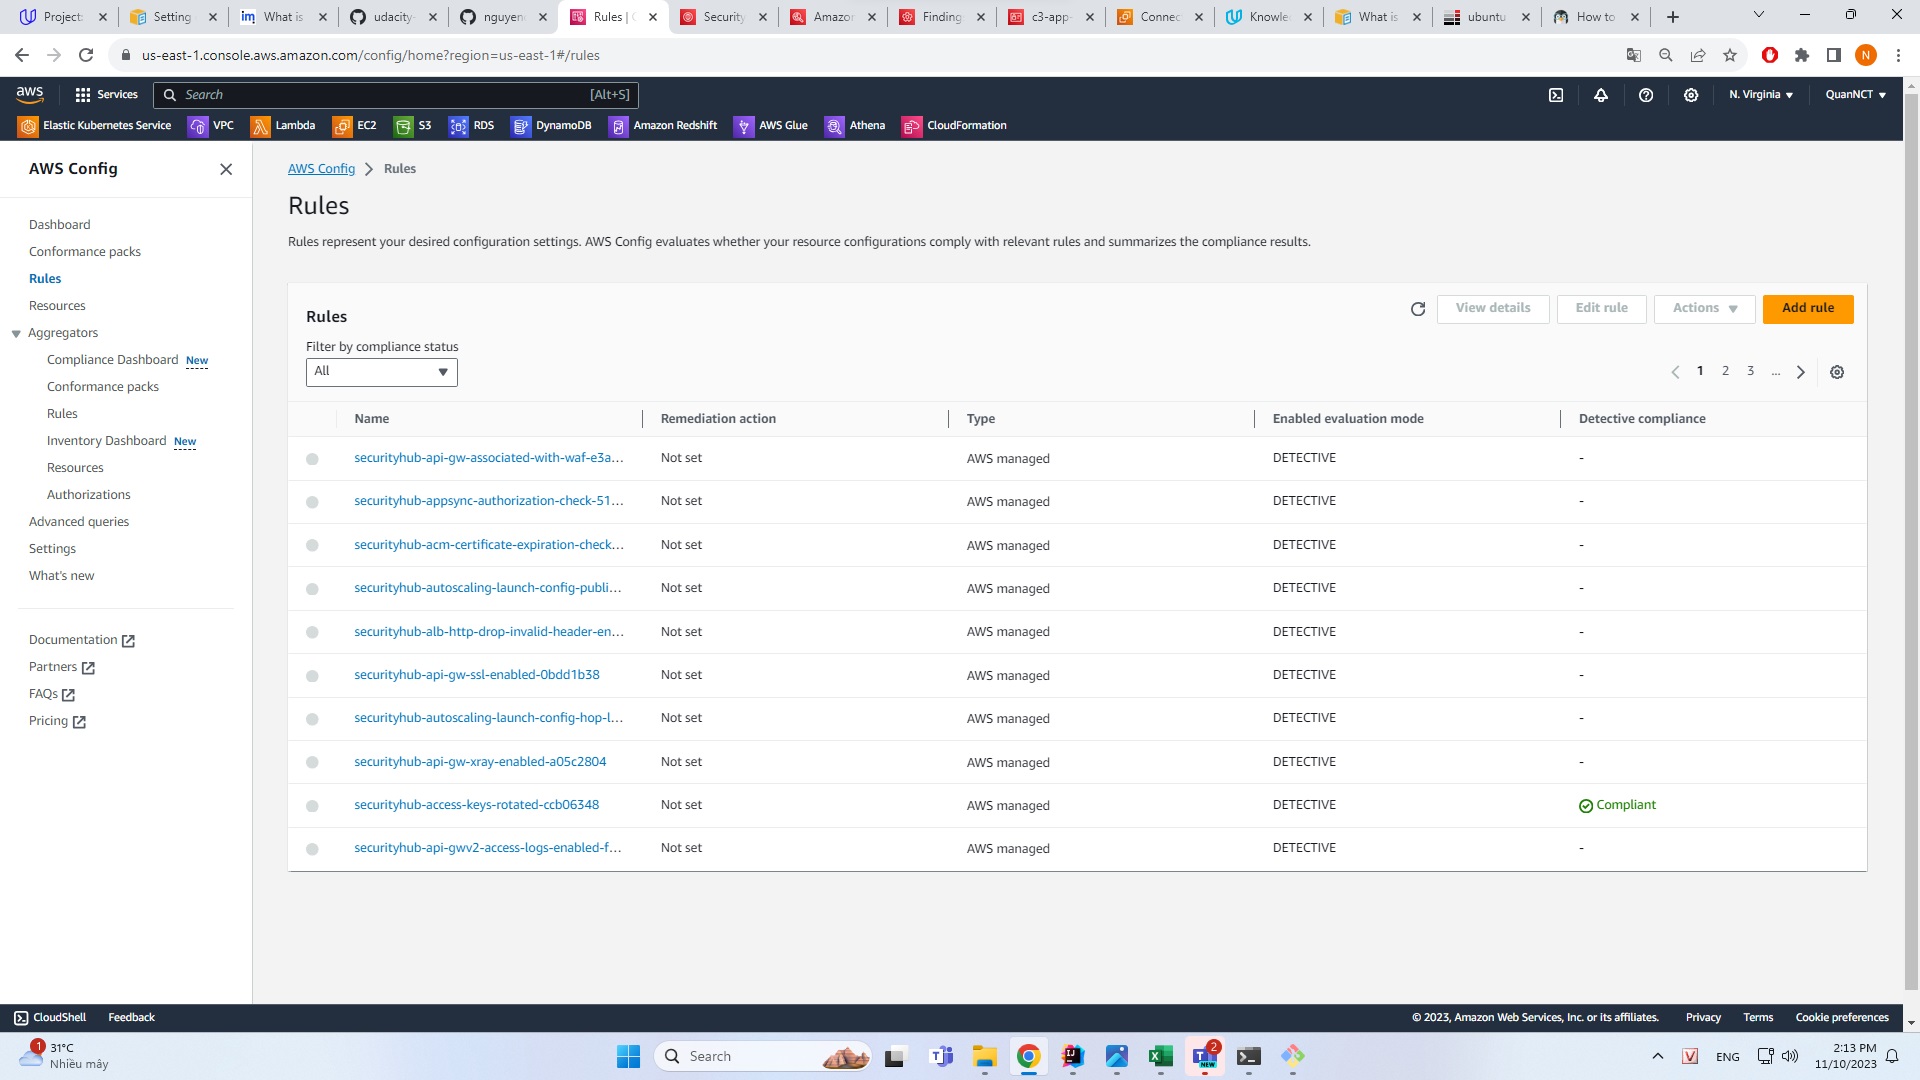 Project:
Setting
What is
udacity-
nguyen
Rules | C
Security
Amazon
Finding
c3-app-
Connec
Knowle
What is
ubuntu
How to
us-east-1.console.aws.amazon.com/config/home?region=us-east-1#/rules
N
aws
Services
Search
[Alt+S]
N. Virginia
QuanNCT
Elastic Kubernetes Service
VPC
Lambda
EC2
S3
RDS
DynamoDB
Amazon Redshift
AWS Glue
Athena
CloudFormation
AWS Config
Dashboard
Conformance packs
Rules
Resources
Aggregators
Compliance Dashboard New
Conformance packs
Rules
Inventory Dashboard New
Resources
Authorizations
Advanced queries
Settings
What's new
Documentation
Partners
FAQs
Pricing
AWS Config > Rules
Rules
Rules represent your desired configuration settings. AWS Config evaluates whether your resource configurations comply with relevant rules and summarizes the compliance results.
Rules
View details
Edit rule
Actions
Add rule
Filter by compliance status
All
1 2 3 ...
Name Remediation action Type Enabled evaluation mode Detective compliance
securityhub-api-gw-associated-with-waf-e3a... Not set AWS managed DETECTIVE -
securityhub-appsync-authorization-check-51... Not set AWS managed DETECTIVE -
securityhub-acm-certificate-expiration-check... Not set AWS managed DETECTIVE -
securityhub-autoscaling-launch-config-publi... Not set AWS managed DETECTIVE -
securityhub-alb-http-drop-invalid-header-en... Not set AWS managed DETECTIVE -
securityhub-api-gw-ssl-enabled-0bdd1b38 Not set AWS managed DETECTIVE -
securityhub-autoscaling-launch-config-hop-l... Not set AWS managed DETECTIVE -
securityhub-api-gw-xray-enabled-a05c2804 Not set AWS managed DETECTIVE -
securityhub-access-keys-rotated-ccb06348 Not set AWS managed DETECTIVE Compliant
securityhub-api-gwv2-access-logs-enabled-f... Not set AWS managed DETECTIVE -
CloudShell
Feedback
© 2023, Amazon Web Services, Inc. or its affiliates.
Privacy
Terms
Cookie preferences
1
31°C
Nhiều mây
Search
2
NEW
V
ENG
2:13 PM
11/10/2023